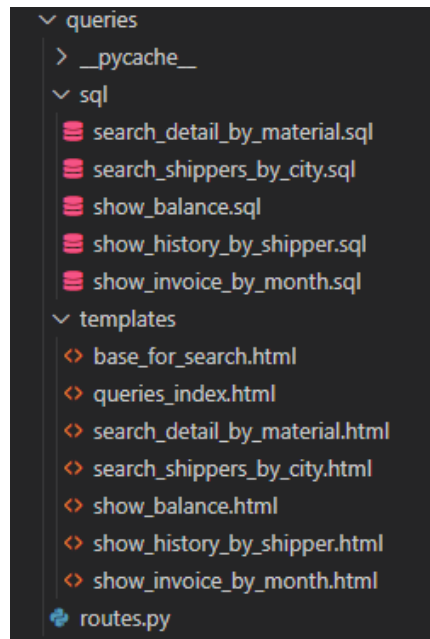 queries
__pycache__
sql
search_detail_by_material.sql
search_shippers_by_city.sql
show_balance.sql
show_history_by_shipper.sql
show_invoice_by_month.sql
templates
base_for_search.html
queries_index.html
search_detail_by_material.html
search_shippers_by_city.html
show_balance.html
show_history_by_shipper.html
show_invoice_by_month.html
routes.py